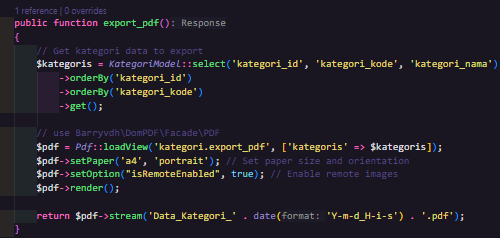 1 reference | 0 overrides
public function export_pdf(): Response
{
// Get kategori data to export
$kategoris = KategoriModel::select('kategori_id', 'kategori_kode', 'kategori_nama')
->orderBy('kategori_id')
->orderBy('kategori_kode')
->get();
// use Barryvdh\DomPDF\Facade\PDF
$pdf = Pdf::loadView('kategori.export_pdf', ['kategoris' => $kategoris]);
$pdf->setPaper('a4', 'portrait'); // Set paper size and orientation
$pdf->setOption("isRemoteEnabled", true); // Enable remote images
$pdf->render();
return $pdf->stream('Data_Kategori_' . date(format: 'Y-m-d_H-i-s') . '.pdf');
}